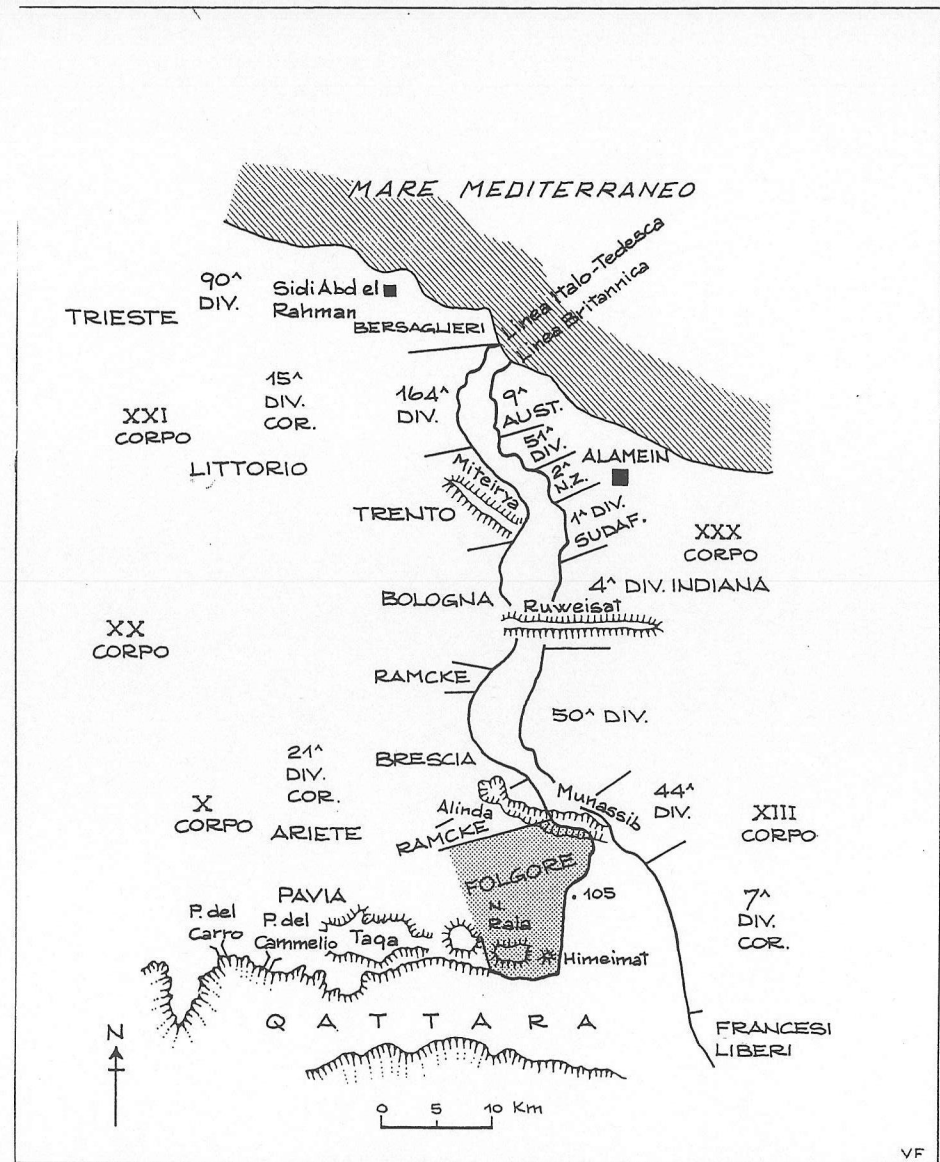 MARE MEDITERRANEO
Linea Italo-Tedesca
Linea Britannica
90^
DIV.
Sidi Abd el
Rahman
TRIESTE
BERSAGLIERI
15^
DIV.
COR.
164^
DIV.
9^
AUST.
XXI
CORPO
51^
DIV.
ALAMEIN
LITTORIO
Miteirya
2^
N.Z.
TRENTO
1^ DIV.
SUDAF.
XXX
CORPO
4^ DIV. INDIANÁ
BOLOGNA
Ruweisat
XX
CORPO
RAMCKE
50^ DIV.
21^
DIV.
COR.
BRESCIA
Munassib
44^
DIV.
X
CORPO
ARIETE
Alinda
RAMCKE
XIII
CORPO
FOLGORE
PAVIA
N
Rala
105
7^
DIV.
COR.
P. del
Carro
P. del
Cammelio
Taqa
Himeimat
QATTARA
FRANCESI
LIBERI
N
0 5 10 Km
VF